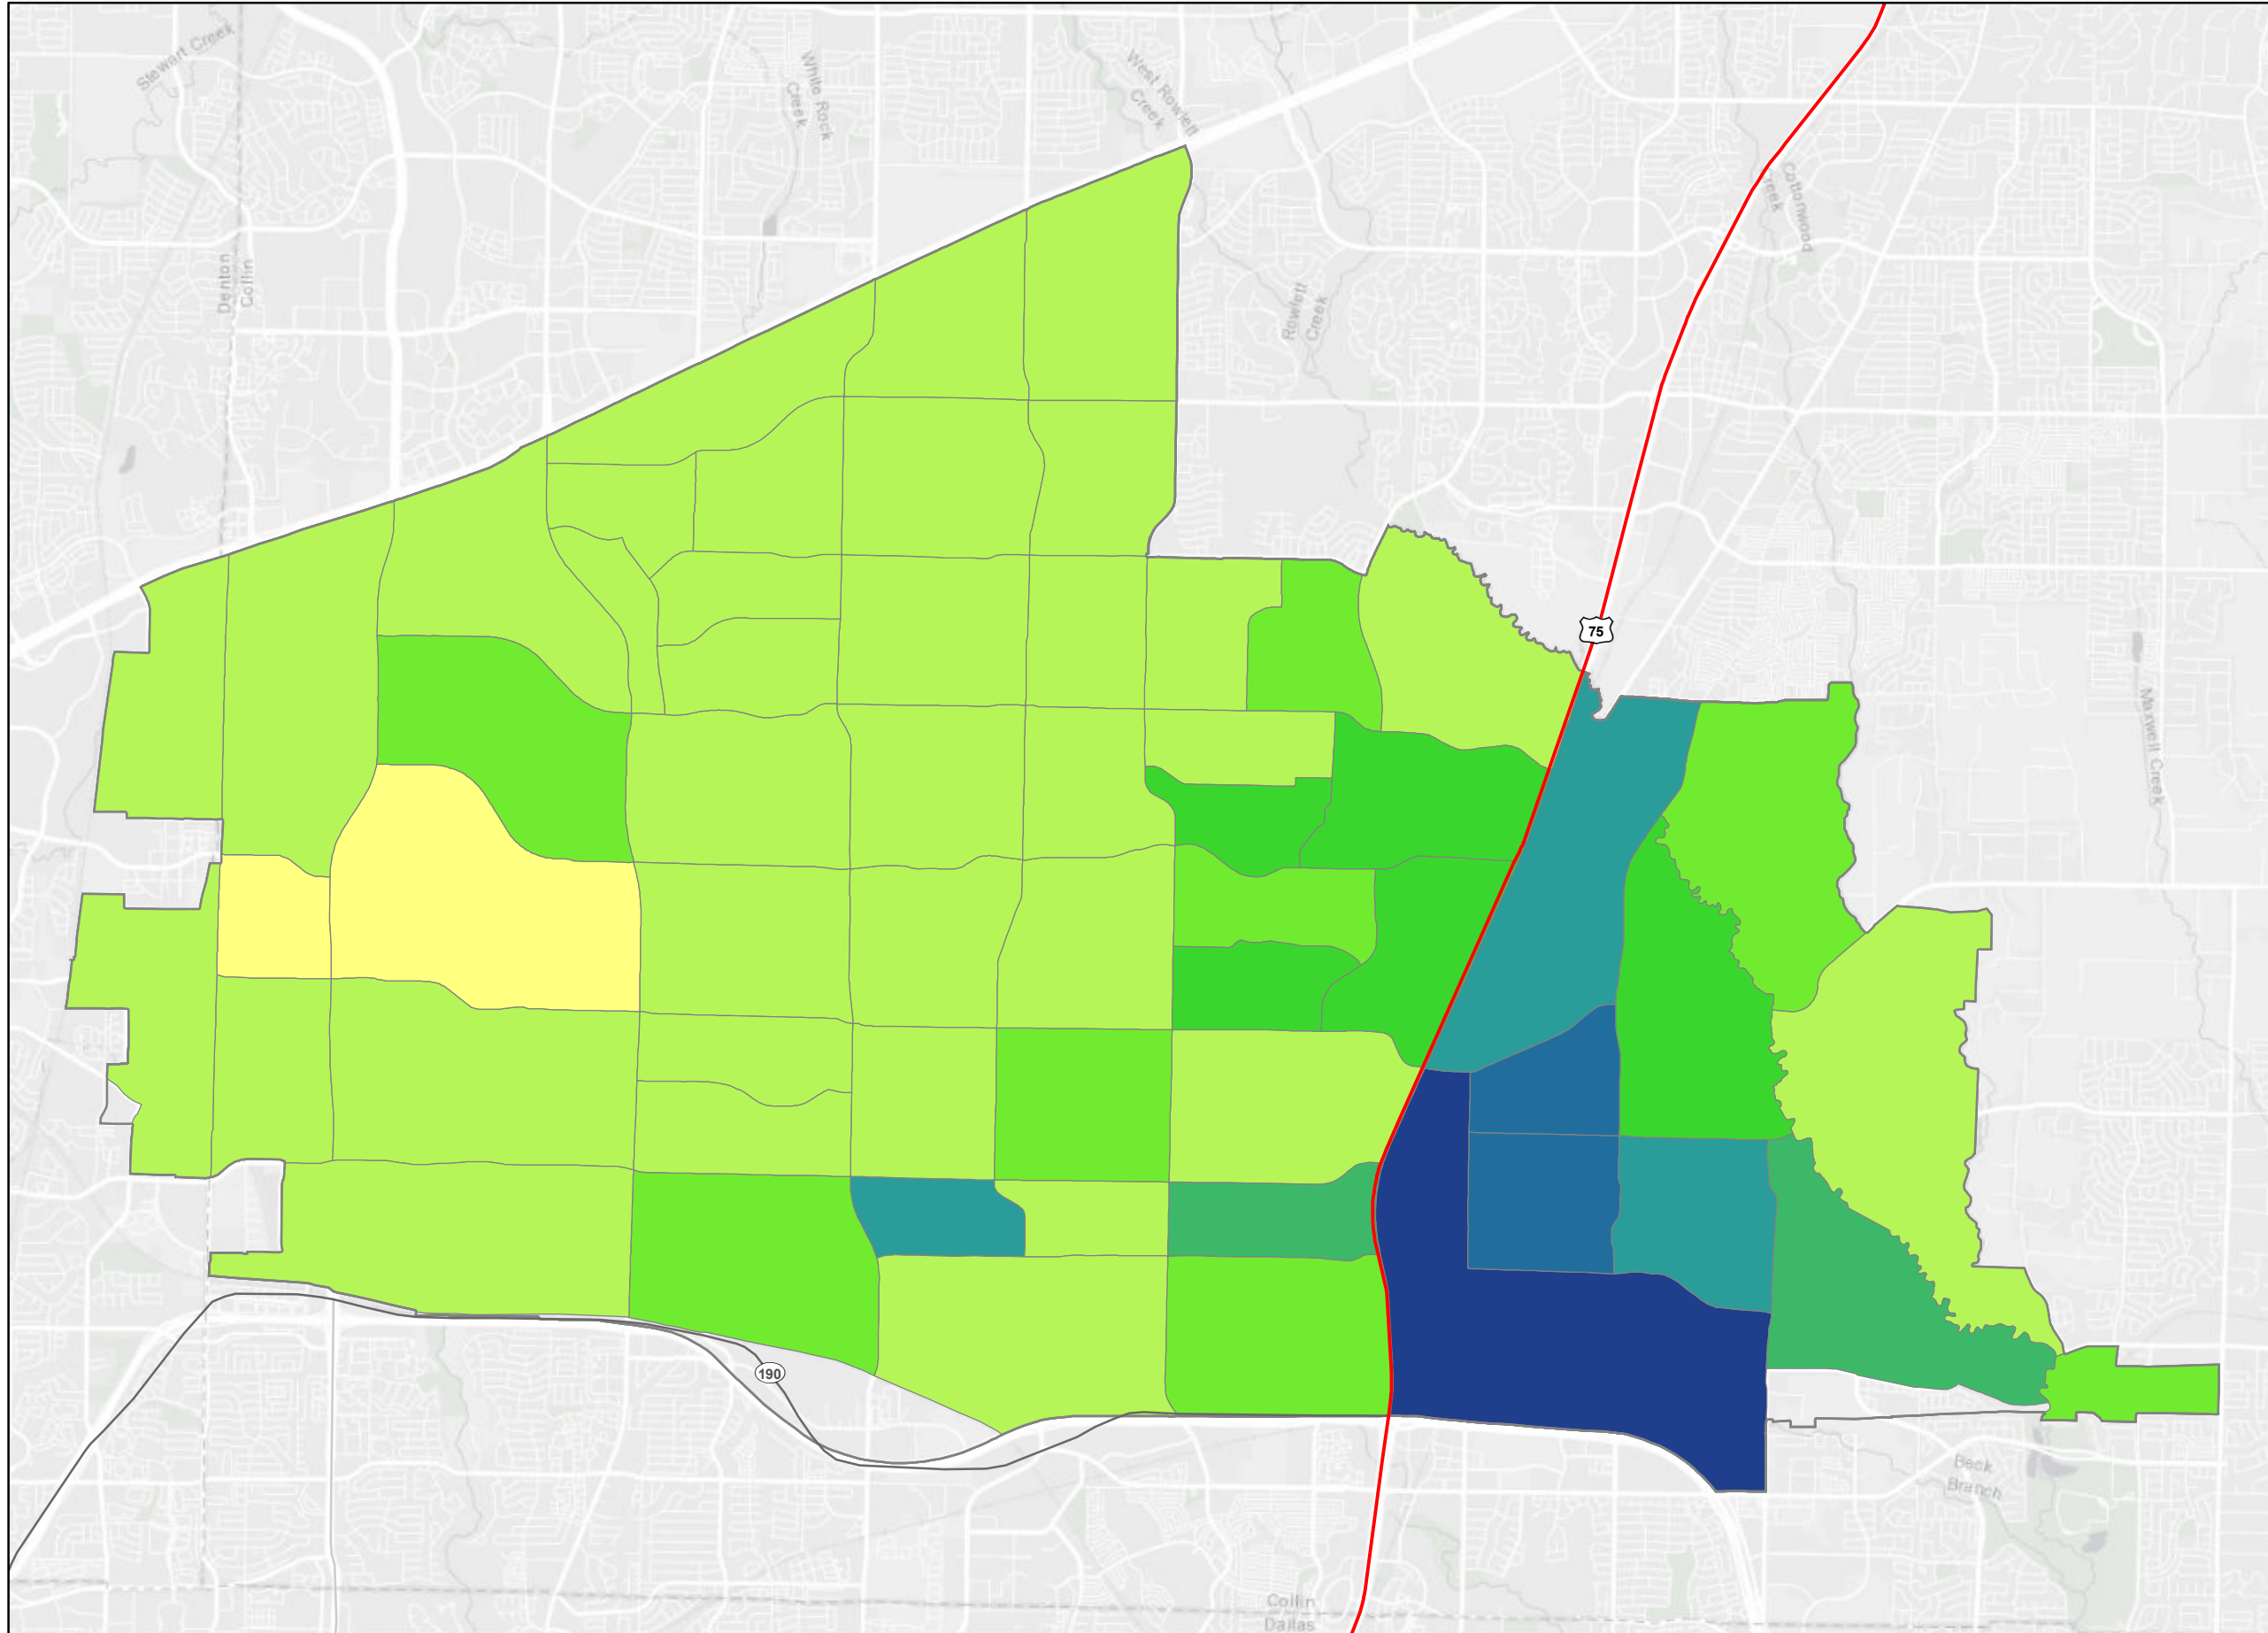 Stewart Creek
White Rock
Creek
West Rowlett
Creek
Cottonwood
Creek
Denton
Collin
Rowlett
Creek
75
Maxwell Creek
190
Beck
Branch
Collin
Dallas